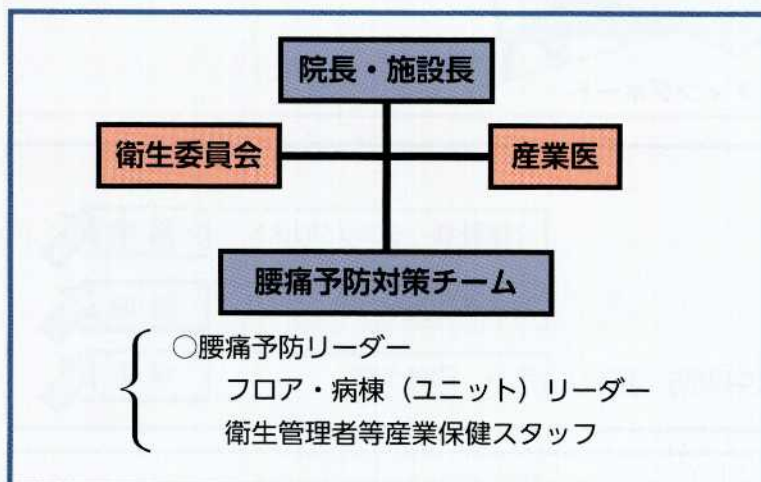 院長・施設長
衛生委員会
産業医
腰痛予防対策チーム
○腰痛予防リーダー
フロア・病棟（ユニット）リーダー
衛生管理者等産業保健スタッフ